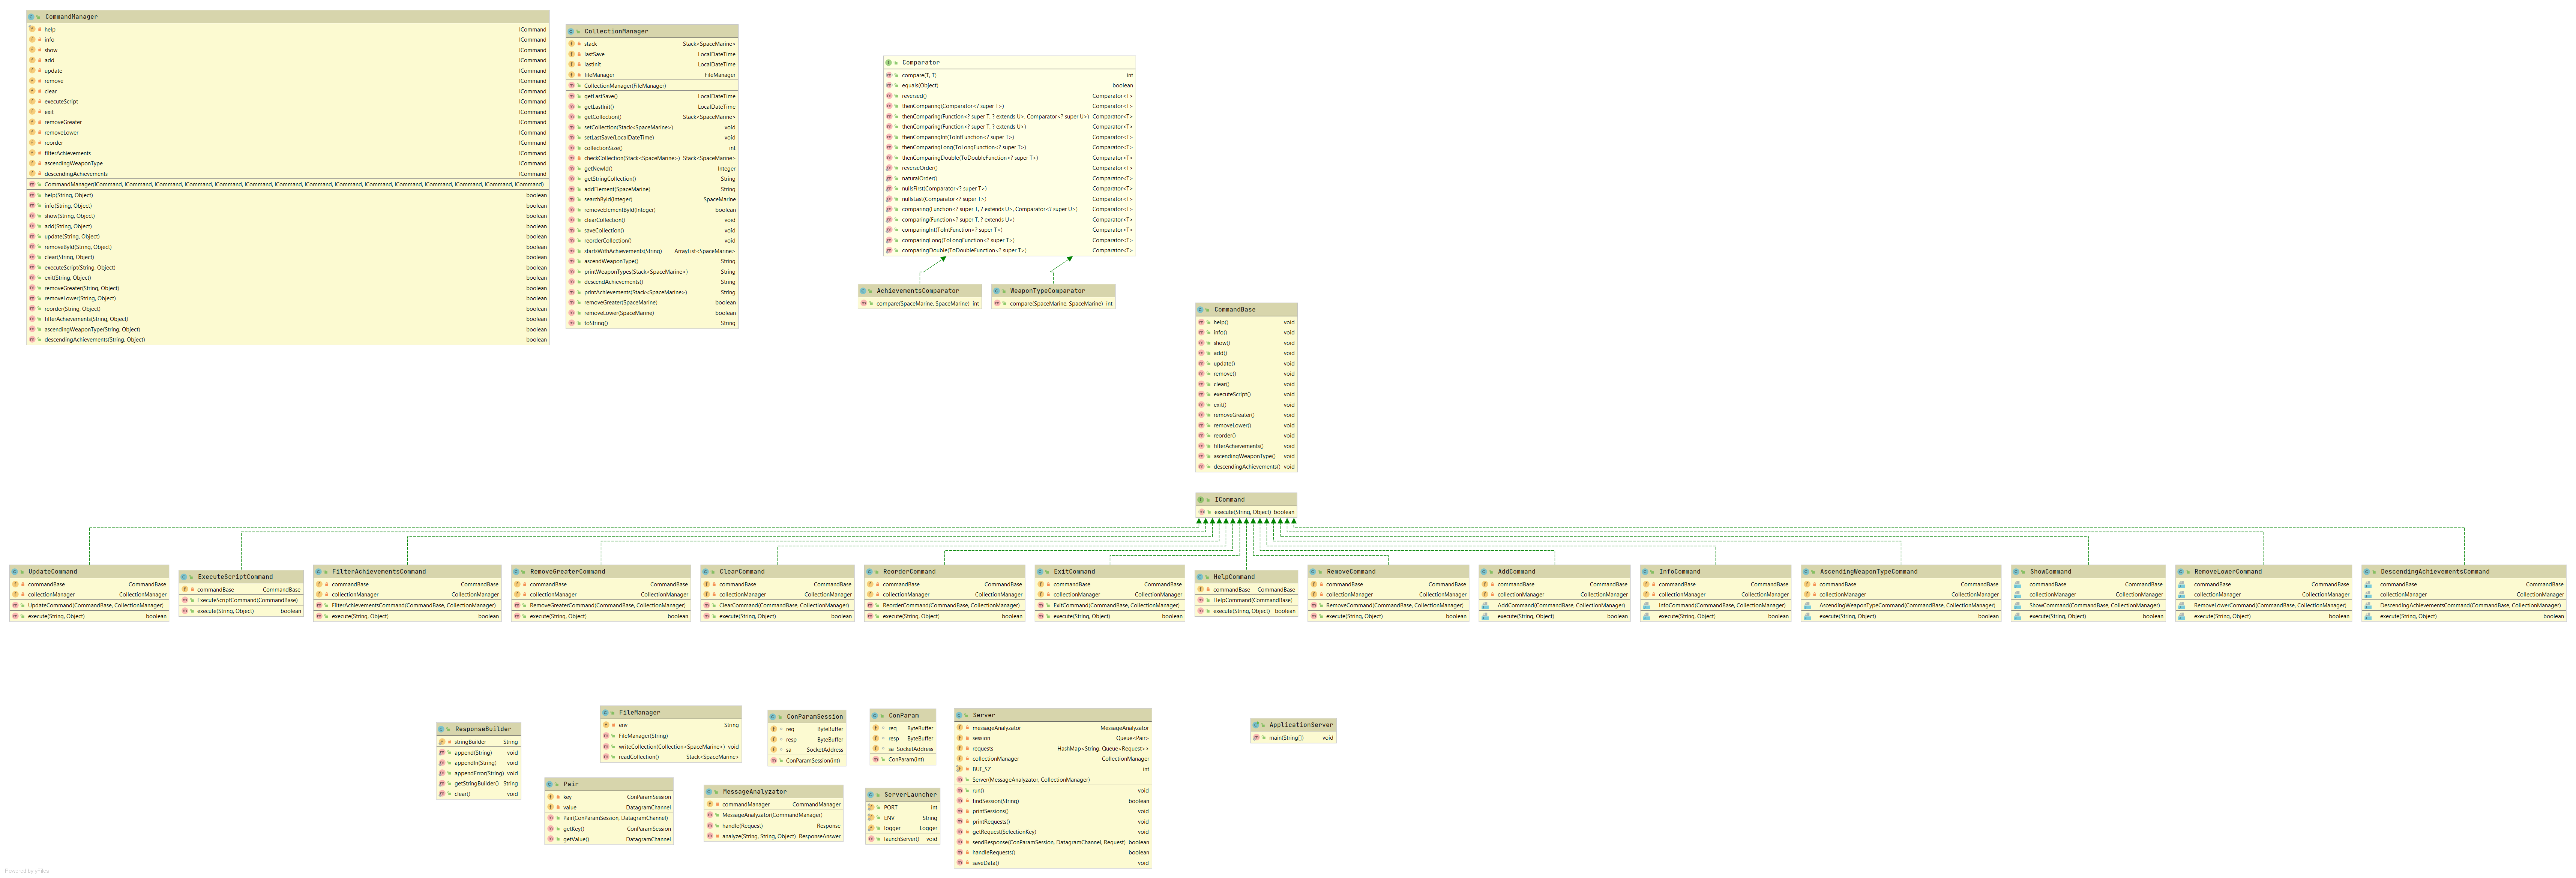 CommandManager
help ICommand
info ICommand
show ICommand
add ICommand
update ICommand
remove ICommand
clear ICommand
executeScript ICommand
exit ICommand
removeGreater ICommand
removeLower ICommand
reorder ICommand
filterAchievements ICommand
ascendingWeaponType ICommand
descendingAchievements ICommand
CommandManager(ICommand, ICommand, ICommand, ICommand, ICommand, ICommand, ICommand, ICommand, ICommand, ICommand, ICommand, ICommand, ICommand, ICommand, ICommand)
help(String, Object) boolean
info(String, Object) boolean
show(String, Object) boolean
add(String, Object) boolean
update(String, Object) boolean
removeById(String, Object) boolean
clear(String, Object) boolean
executeScript(String, Object) boolean
exit(String, Object) boolean
removeGreater(String, Object) boolean
removeLower(String, Object) boolean
reorder(String, Object) boolean
filterAchievements(String, Object) boolean
ascendingWeaponType(String, Object) boolean
descendingAchievements(String, Object) boolean
CollectionManager
stack Stack<SpaceMarine>
lastSave LocalDateTime
lastInit LocalDateTime
fileManager FileManager
CollectionManager(FileManager)
getLastSave() LocalDateTime
getLastInit() LocalDateTime
getCollection() Stack<SpaceMarine>
setCollection(Stack<SpaceMarine>) void
setLastSave(LocalDateTime) void
collectionSize() int
checkCollection(Stack<SpaceMarine>) Stack<SpaceMarine>
getNewId() Integer
getStringCollection() String
addElement(SpaceMarine) String
searchById(Integer) SpaceMarine
removeElementById(Integer) boolean
clearCollection() void
saveCollection() void
reorderCollection() void
startsWithAchievements(String) ArrayList<SpaceMarine>
ascendWeaponType() String
printWeaponTypes(Stack<SpaceMarine>) String
descendAchievements() String
printAchievements(Stack<SpaceMarine>) String
removeGreater(SpaceMarine) boolean
removeLower(SpaceMarine) boolean
toString() String
Comparator
compare(T, T) int
equals(Object) boolean
reversed() Comparator<T>
thenComparing(Comparator<? super T>) Comparator<T>
thenComparing(Function<? super T, ? extends U>, Comparator<? super U>) Comparator<T>
thenComparing(Function<? super T, ? extends U>) Comparator<T>
thenComparingInt(ToIntFunction<? super T>) Comparator<T>
thenComparingLong(ToLongFunction<? super T>) Comparator<T>
thenComparingDouble(ToDoubleFunction<? super T>) Comparator<T>
reverseOrder() Comparator<T>
naturalOrder() Comparator<T>
nullsFirst(Comparator<? super T>) Comparator<T>
nullsLast(Comparator<? super T>) Comparator<T>
comparing(Function<? super T, ? extends U>, Comparator<? super U>) Comparator<T>
comparing(Function<? super T, ? extends U>) Comparator<T>
comparingInt(ToIntFunction<? super T>) Comparator<T>
comparingLong(ToLongFunction<? super T>) Comparator<T>
comparingDouble(ToDoubleFunction<? super T>) Comparator<T>
AchievementsComparator
compare(SpaceMarine, SpaceMarine) int
WeaponTypeComparator
compare(SpaceMarine, SpaceMarine) int
CommandBase
help() void
info() void
show() void
add() void
update() void
remove() void
clear() void
executeScript() void
exit() void
removeGreater() void
removeLower() void
reorder() void
filterAchievements() void
ascendingWeaponType() void
descendingAchievements() void
ICommand
execute(String, Object) boolean
UpdateCommand
commandBase CommandBase
collectionManager CollectionManager
UpdateCommand(CommandBase, CollectionManager)
execute(String, Object) boolean
ExecuteScriptCommand
commandBase CommandBase
ExecuteScriptCommand(CommandBase)
execute(String, Object) boolean
FilterAchievementsCommand
commandBase CommandBase
collectionManager CollectionManager
FilterAchievementsCommand(CommandBase, CollectionManager)
execute(String, Object) boolean
RemoveGreaterCommand
commandBase CommandBase
collectionManager CollectionManager
RemoveGreaterCommand(CommandBase, CollectionManager)
execute(String, Object) boolean
ClearCommand
commandBase CommandBase
collectionManager CollectionManager
ClearCommand(CommandBase, CollectionManager)
execute(String, Object) boolean
ReorderCommand
commandBase CommandBase
collectionManager CollectionManager
ReorderCommand(CommandBase, CollectionManager)
execute(String, Object) boolean
ExitCommand
commandBase CommandBase
collectionManager CollectionManager
ExitCommand(CommandBase, CollectionManager)
execute(String, Object) boolean
HelpCommand
commandBase CommandBase
HelpCommand(CommandBase)
execute(String, Object) boolean
RemoveCommand
commandBase CommandBase
collectionManager CollectionManager
RemoveCommand(CommandBase, CollectionManager)
execute(String, Object) boolean
AddCommand
commandBase CommandBase
collectionManager CollectionManager
AddCommand(CommandBase, CollectionManager)
execute(String, Object) boolean
InfoCommand
commandBase CommandBase
collectionManager CollectionManager
InfoCommand(CommandBase, CollectionManager)
execute(String, Object) boolean
AscendingWeaponTypeCommand
commandBase CommandBase
collectionManager CollectionManager
AscendingWeaponTypeCommand(CommandBase, CollectionManager)
execute(String, Object) boolean
ShowCommand
commandBase CommandBase
collectionManager CollectionManager
ShowCommand(CommandBase, CollectionManager)
execute(String, Object) boolean
RemoveLowerCommand
commandBase CommandBase
collectionManager CollectionManager
RemoveLowerCommand(CommandBase, CollectionManager)
execute(String, Object) boolean
DescendingAchievementsCommand
commandBase CommandBase
collectionManager CollectionManager
DescendingAchievementsCommand(CommandBase, CollectionManager)
execute(String, Object) boolean
ResponseBuilder
stringBuilder String
append(String) void
appendln(String) void
appendError(String) void
getStringBuilder() String
clear() void
FileManager
env String
FileManager(String)
writeCollection(Collection<SpaceMarine>) void
readCollection() Stack<SpaceMarine>
Pair
key ConParamSession
value DatagramChannel
Pair(ConParamSession, DatagramChannel)
getKey() ConParamSession
getValue() DatagramChannel
ConParamSession
req ByteBuffer
resp ByteBuffer
sa SocketAddress
ConParamSession(int)
MessageAnalyzator
commandManager CommandManager
MessageAnalyzator(CommandManager)
handle(Request) Response
analyze(String, String, Object) ResponseAnswer
ConParam
req ByteBuffer
resp ByteBuffer
sa SocketAddress
ConParam(int)
ServerLauncher
PORT int
ENV String
logger Logger
launchServer() void
Server
messageAnalyzator MessageAnalyzator
session Queue<Pair>
requests HashMap<String, Queue<Request>>
collectionManager CollectionManager
BUF_SZ int
Server(MessageAnalyzator, CollectionManager)
run() void
findSession(String) boolean
printSessions() void
printRequests() void
getRequest(SelectionKey) void
sendResponse(ConParamSession, DatagramChannel, Request) boolean
handleRequests() boolean
saveData() void
ApplicationServer
main(String[]) void
Powered by yFiles